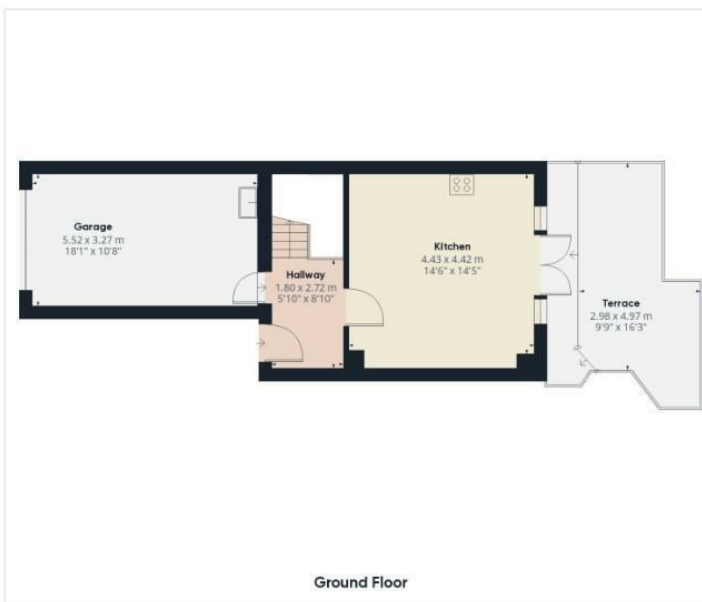 Garage
5.52 x 3.27 m
18'1" x 10'8"
Hallway
1.80 x 2.72 m
5'10" x 8'10"
Kitchen
4.43 x 4.42 m
14'6" x 14'5"
Terrace
2.98 x 4.97 m
9'9" x 16'3"
Ground Floor